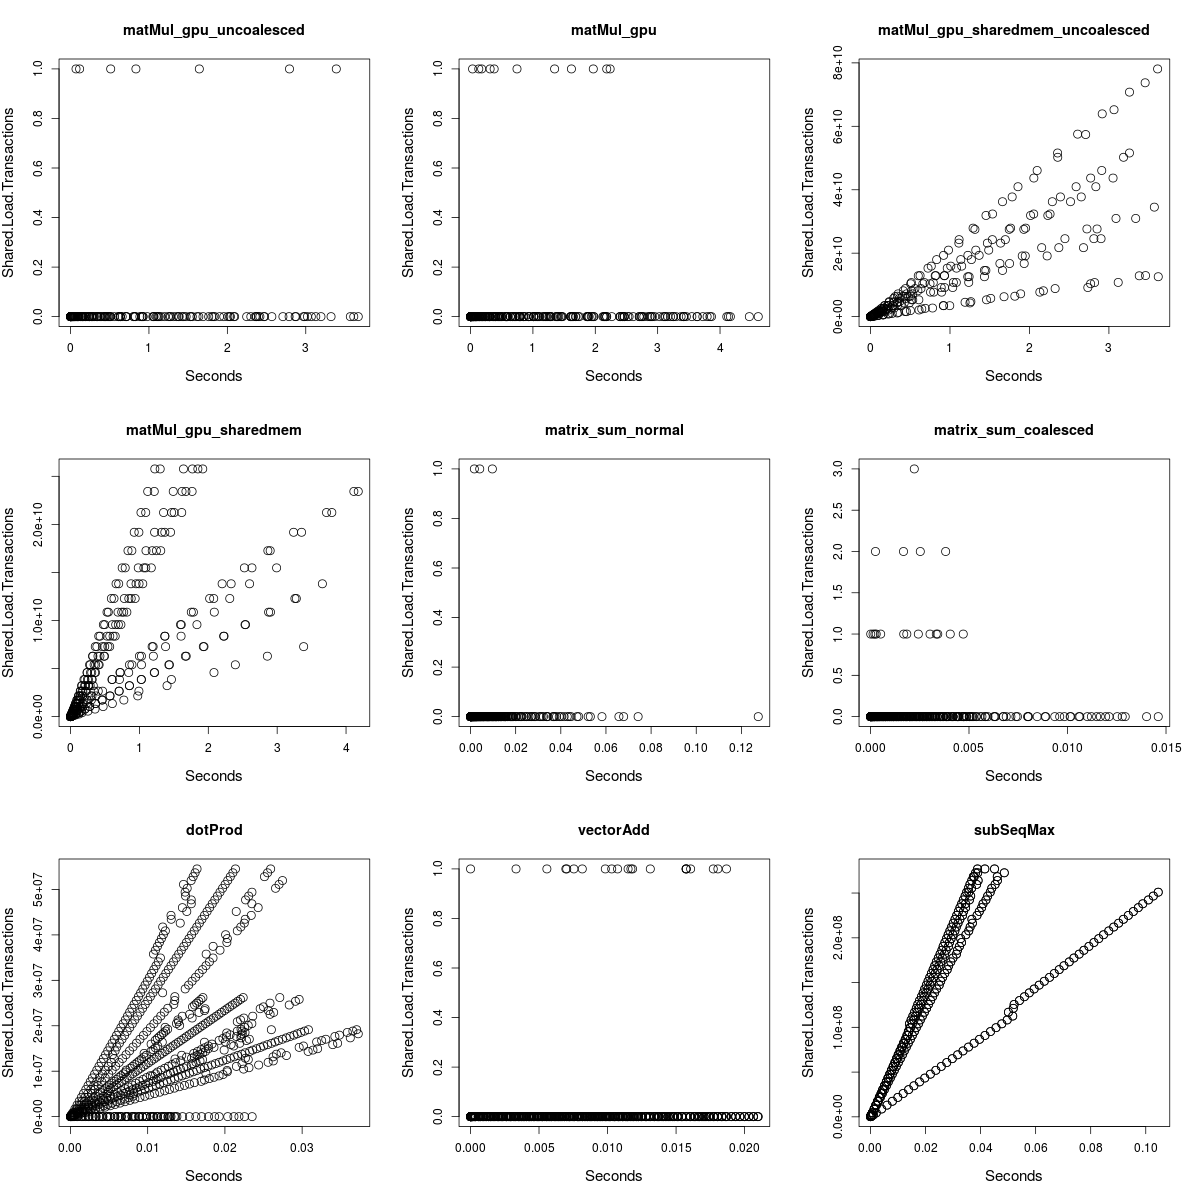 matMul_gpu_uncoalesced
Shared.Load.Transactions
0.0 0.2 0.4 0.6 0.8 1.0
0 1 2 3
Seconds
matMul_gpu
Shared.Load.Transactions
0.0 0.2 0.4 0.6 0.8 1.0
0 1 2 3 4
Seconds
matMul_gpu_sharedmem_uncoalesced
Shared.Load.Transactions
0e+00 2e+10 4e+10 6e+10 8e+10
0 1 2 3
Seconds
matMul_gpu_sharedmem
Shared.Load.Transactions
0.0e+00 1.0e+10 2.0e+10
0 1 2 3 4
Seconds
matrix_sum_normal
Shared.Load.Transactions
0.0 0.2 0.4 0.6 0.8 1.0
0.00 0.02 0.04 0.06 0.08 0.10 0.12
Seconds
matrix_sum_coalesced
Shared.Load.Transactions
0.0 0.5 1.0 1.5 2.0 2.5 3.0
0.000 0.005 0.010 0.015
Seconds
dotProd
Shared.Load.Transactions
0e+00 1e+07 2e+07 3e+07 4e+07 5e+07
0.00 0.01 0.02 0.03
Seconds
vectorAdd
Shared.Load.Transactions
0.0 0.2 0.4 0.6 0.8 1.0
0.000 0.005 0.010 0.015 0.020
Seconds
subSeqMax
Shared.Load.Transactions
0.0e+00 1.0e+08 2.0e+08
0.00 0.02 0.04 0.06 0.08 0.10
Seconds